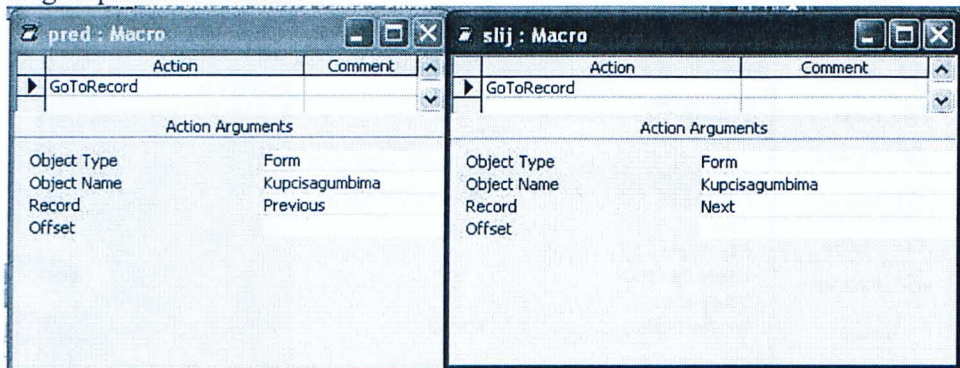 pred : Macro
Action Comment
GoToRecord
Action Arguments
Object Type Form
Object Name Kupcisagumbima
Record Previous
Offset
slij : Macro
Action Comment
GoToRecord
Action Arguments
Object Type Form
Object Name Kupcisagumbima
Record Next
Offset